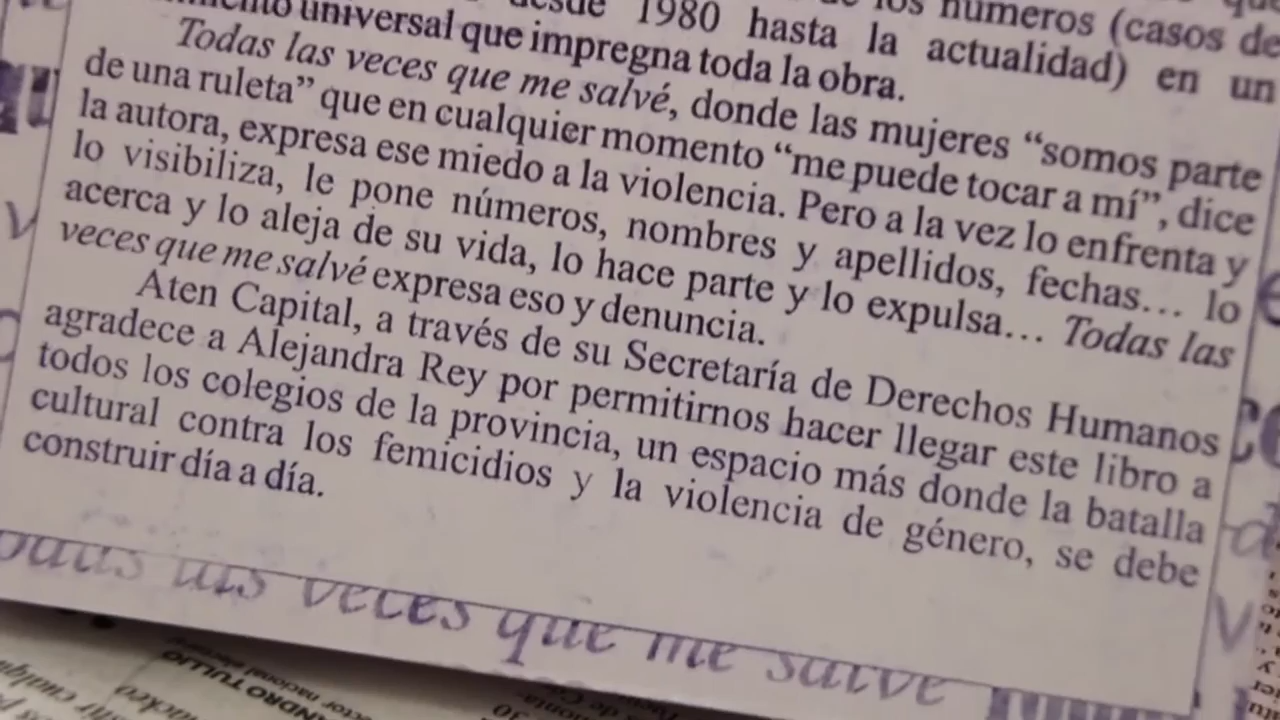 desde 1980 hasta la actualidad) en un
los números (casos de
universal que impregna toda la obra.
Todas las veces que me salvé, donde las mujeres “somos parte
de una ruleta” que en cualquier momento “me puede tocar a mí”, dice
la autora, expresa ese miedo a la violencia. Pero a la vez lo enfrenta y
lo visibiliza, le pone números, nombres y apellidos, fechas... lo
acerca y lo aleja de su vida, lo hace parte y lo expulsa... Todas las
veces que me salvé expresa eso y denuncia.
Aten Capital, a través de su Secretaría de Derechos Humanos
agradece a Alejandra Rey por permitirnos hacer llegar este libro a
todos los colegios de la provincia, un espacio más donde la batalla
cultural contra los femicidios y la violencia de género, se debe
construir día a día.
veces que me salvé